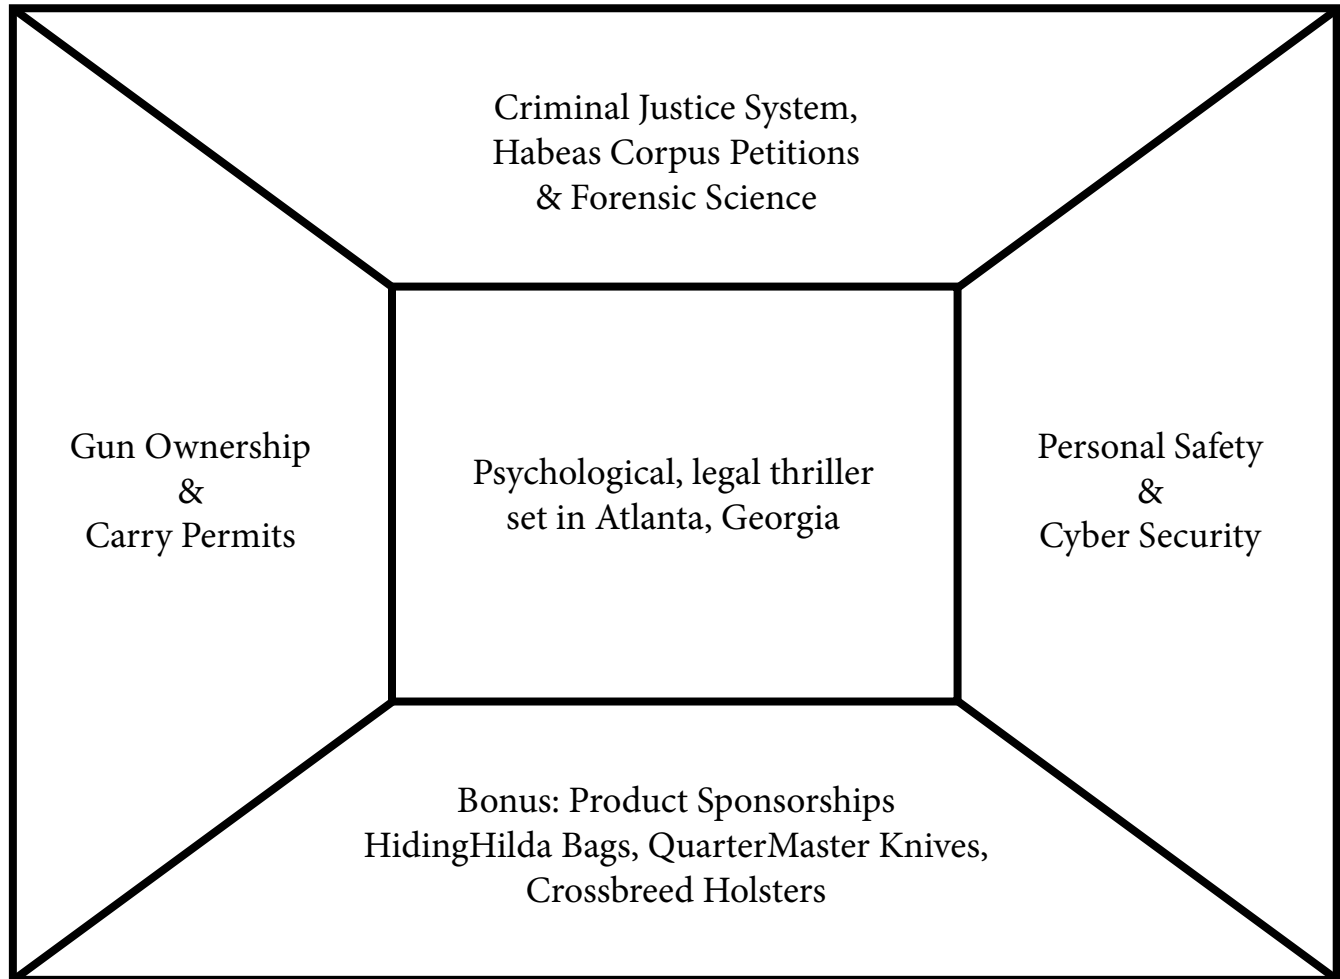 Criminal Justice System,
Habeas Corpus Petitions
& Forensic Science
Gun Ownership
&
Carry Permits
Psychological, legal thriller
set in Atlanta, Georgia
Personal Safety
&
Cyber Security
Bonus: Product Sponsorships
HidingHilda Bags, QuarterMaster Knives,
Crossbreed Holsters